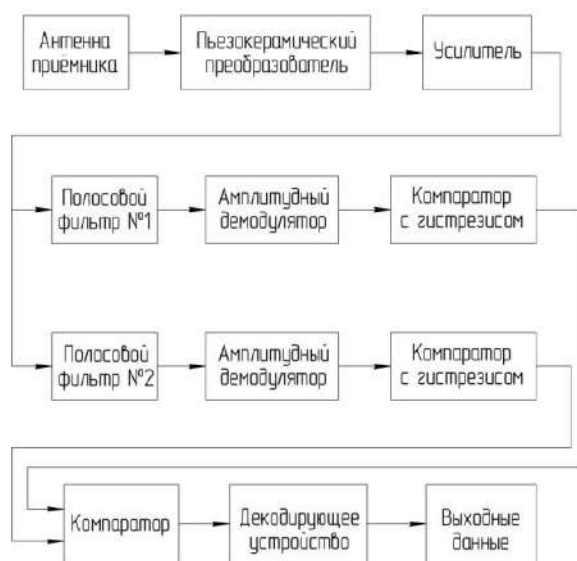 Антенна
приёмника
Пьезокерамический
преобразователь
Усилитель
Полосовой
фильтр №1
Амплитудный
демодулятор
Компаратор
с гистрезисом
Полосовой
фильтр №2
Амплитудный
демодулятор
Компаратор
с гистрезисом
Компаратор
Декодирующее
устройство
Выходные
данные